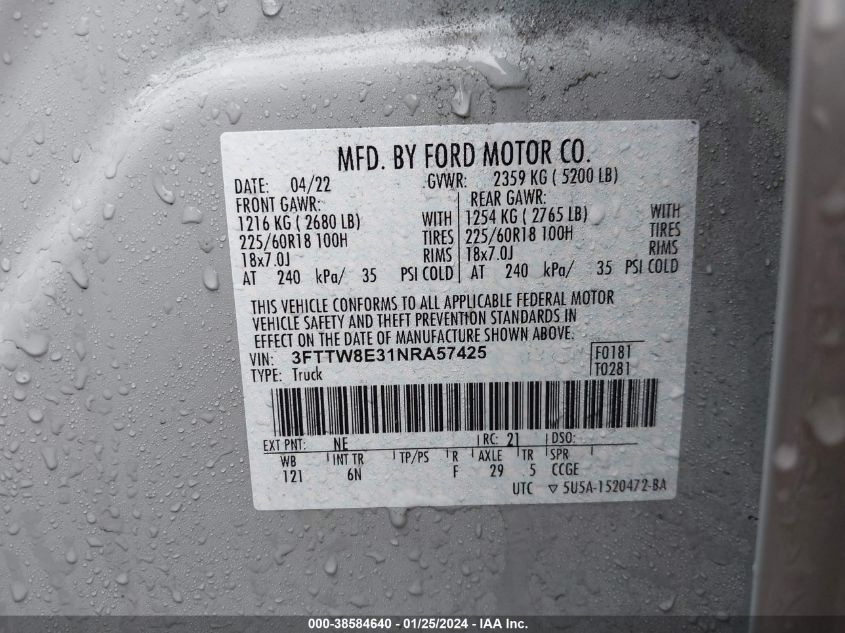 MFD. BY FORD MOTOR CO.
DATE: 04/22 GVWR: 2359 KG ( 5200 LB)
FRONT GAWR: REAR GAWR:
1216 KG ( 2680 LB) WITH 1254 KG ( 2765 LB) WITH
225/60R18 100H TIRES 225/60R18 100H TIRES
18x7.0J RIMS 18x7.0J RIMS
AT 240 kPa/ 35 PSI COLD AT 240 kPa/ 35 PSI COLD
THIS VEHICLE CONFORMS TO ALL APPLICABLE FEDERAL MOTOR
VEHICLE SAFETY AND THEFT PREVENTION STANDARDS IN
EFFECT ON THE DATE OF MANUFACTURE SHOWN ABOVE.
VIN: 3FTTW8E31NRA57425 F0181
TYPE: Truck T0281
EXT PNT: NE RC: 21 DSO:
WB INT TR TP/PS R AXLE TR SPR
121 6N F 29 5 CCGE
UTC ▽ 5U5A-1520472-BA
000-38584640 - 01/25/2024 - IAA Inc.